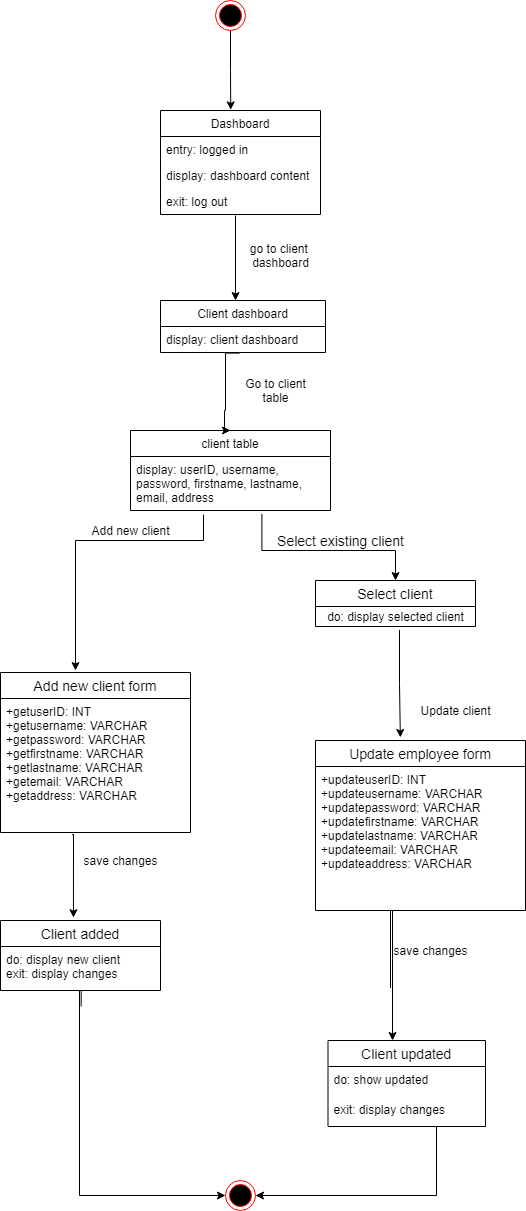 Dashboard
entry: logged in
display: dashboard content
exit: log out
go to client
dashboard
Client dashboard
display: client dashboard
Go to client
table
client table
display: userID, username,
password, firstname, lastname,
email, address
Add new client
Select existing client
Select client
do: display selected client
Add new client form
+getuserID: INT
+getusername: VARCHAR
+getpassword: VARCHAR
+getfirstname: VARCHAR
+getlastname: VARCHAR
+getemail: VARCHAR
+getaddress: VARCHAR
Update client
Update employee form
+updateuserID: INT
+updateusername: VARCHAR
+updatepassword: VARCHAR
+updatefirstname: VARCHAR
+updatelastname: VARCHAR
+updateemail: VARCHAR
+updateaddress: VARCHAR
save changes
Client added
do: display new client
exit: display changes
save changes
Client updated
do: show updated
exit: display changes